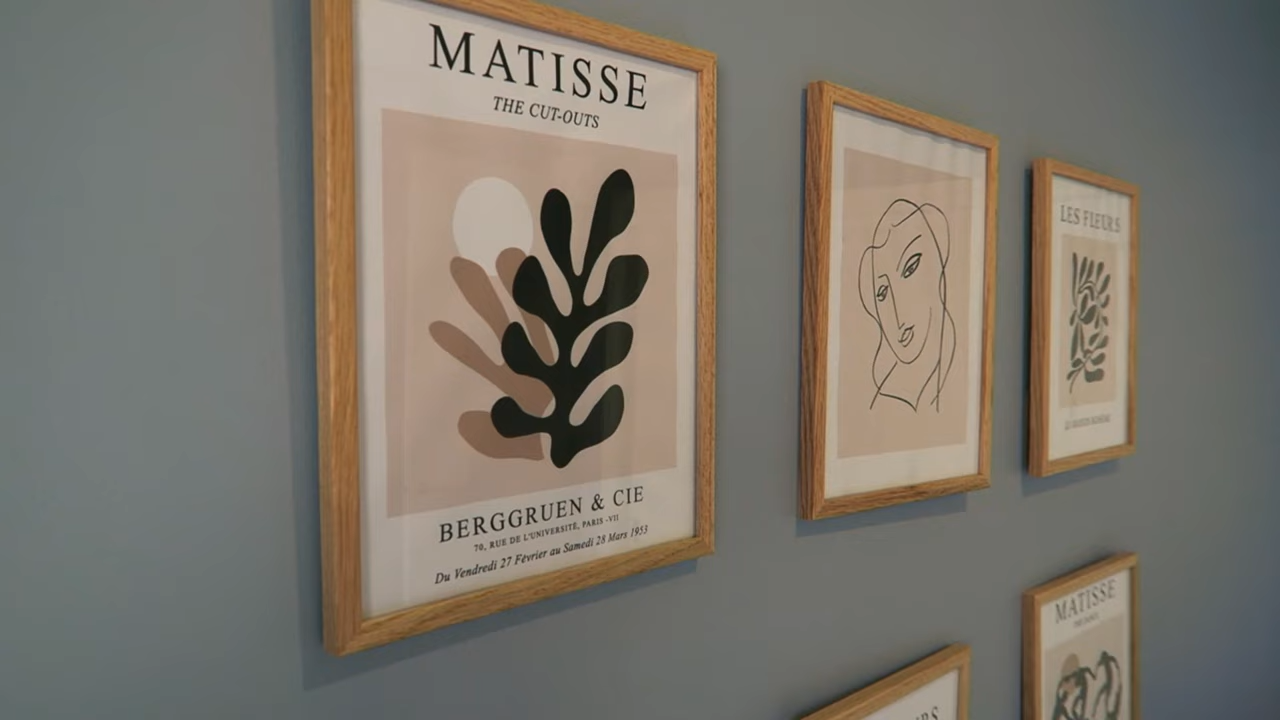 MATISSE
THE CUT-OUTS
BERGGRUEN & CIE
70, RUE DE L'UNIVERSITÉ, PARIS -VII
Du Vendredi 27 Février au Samedi 28 Mars 1953
LES FLEURS
MATISSE